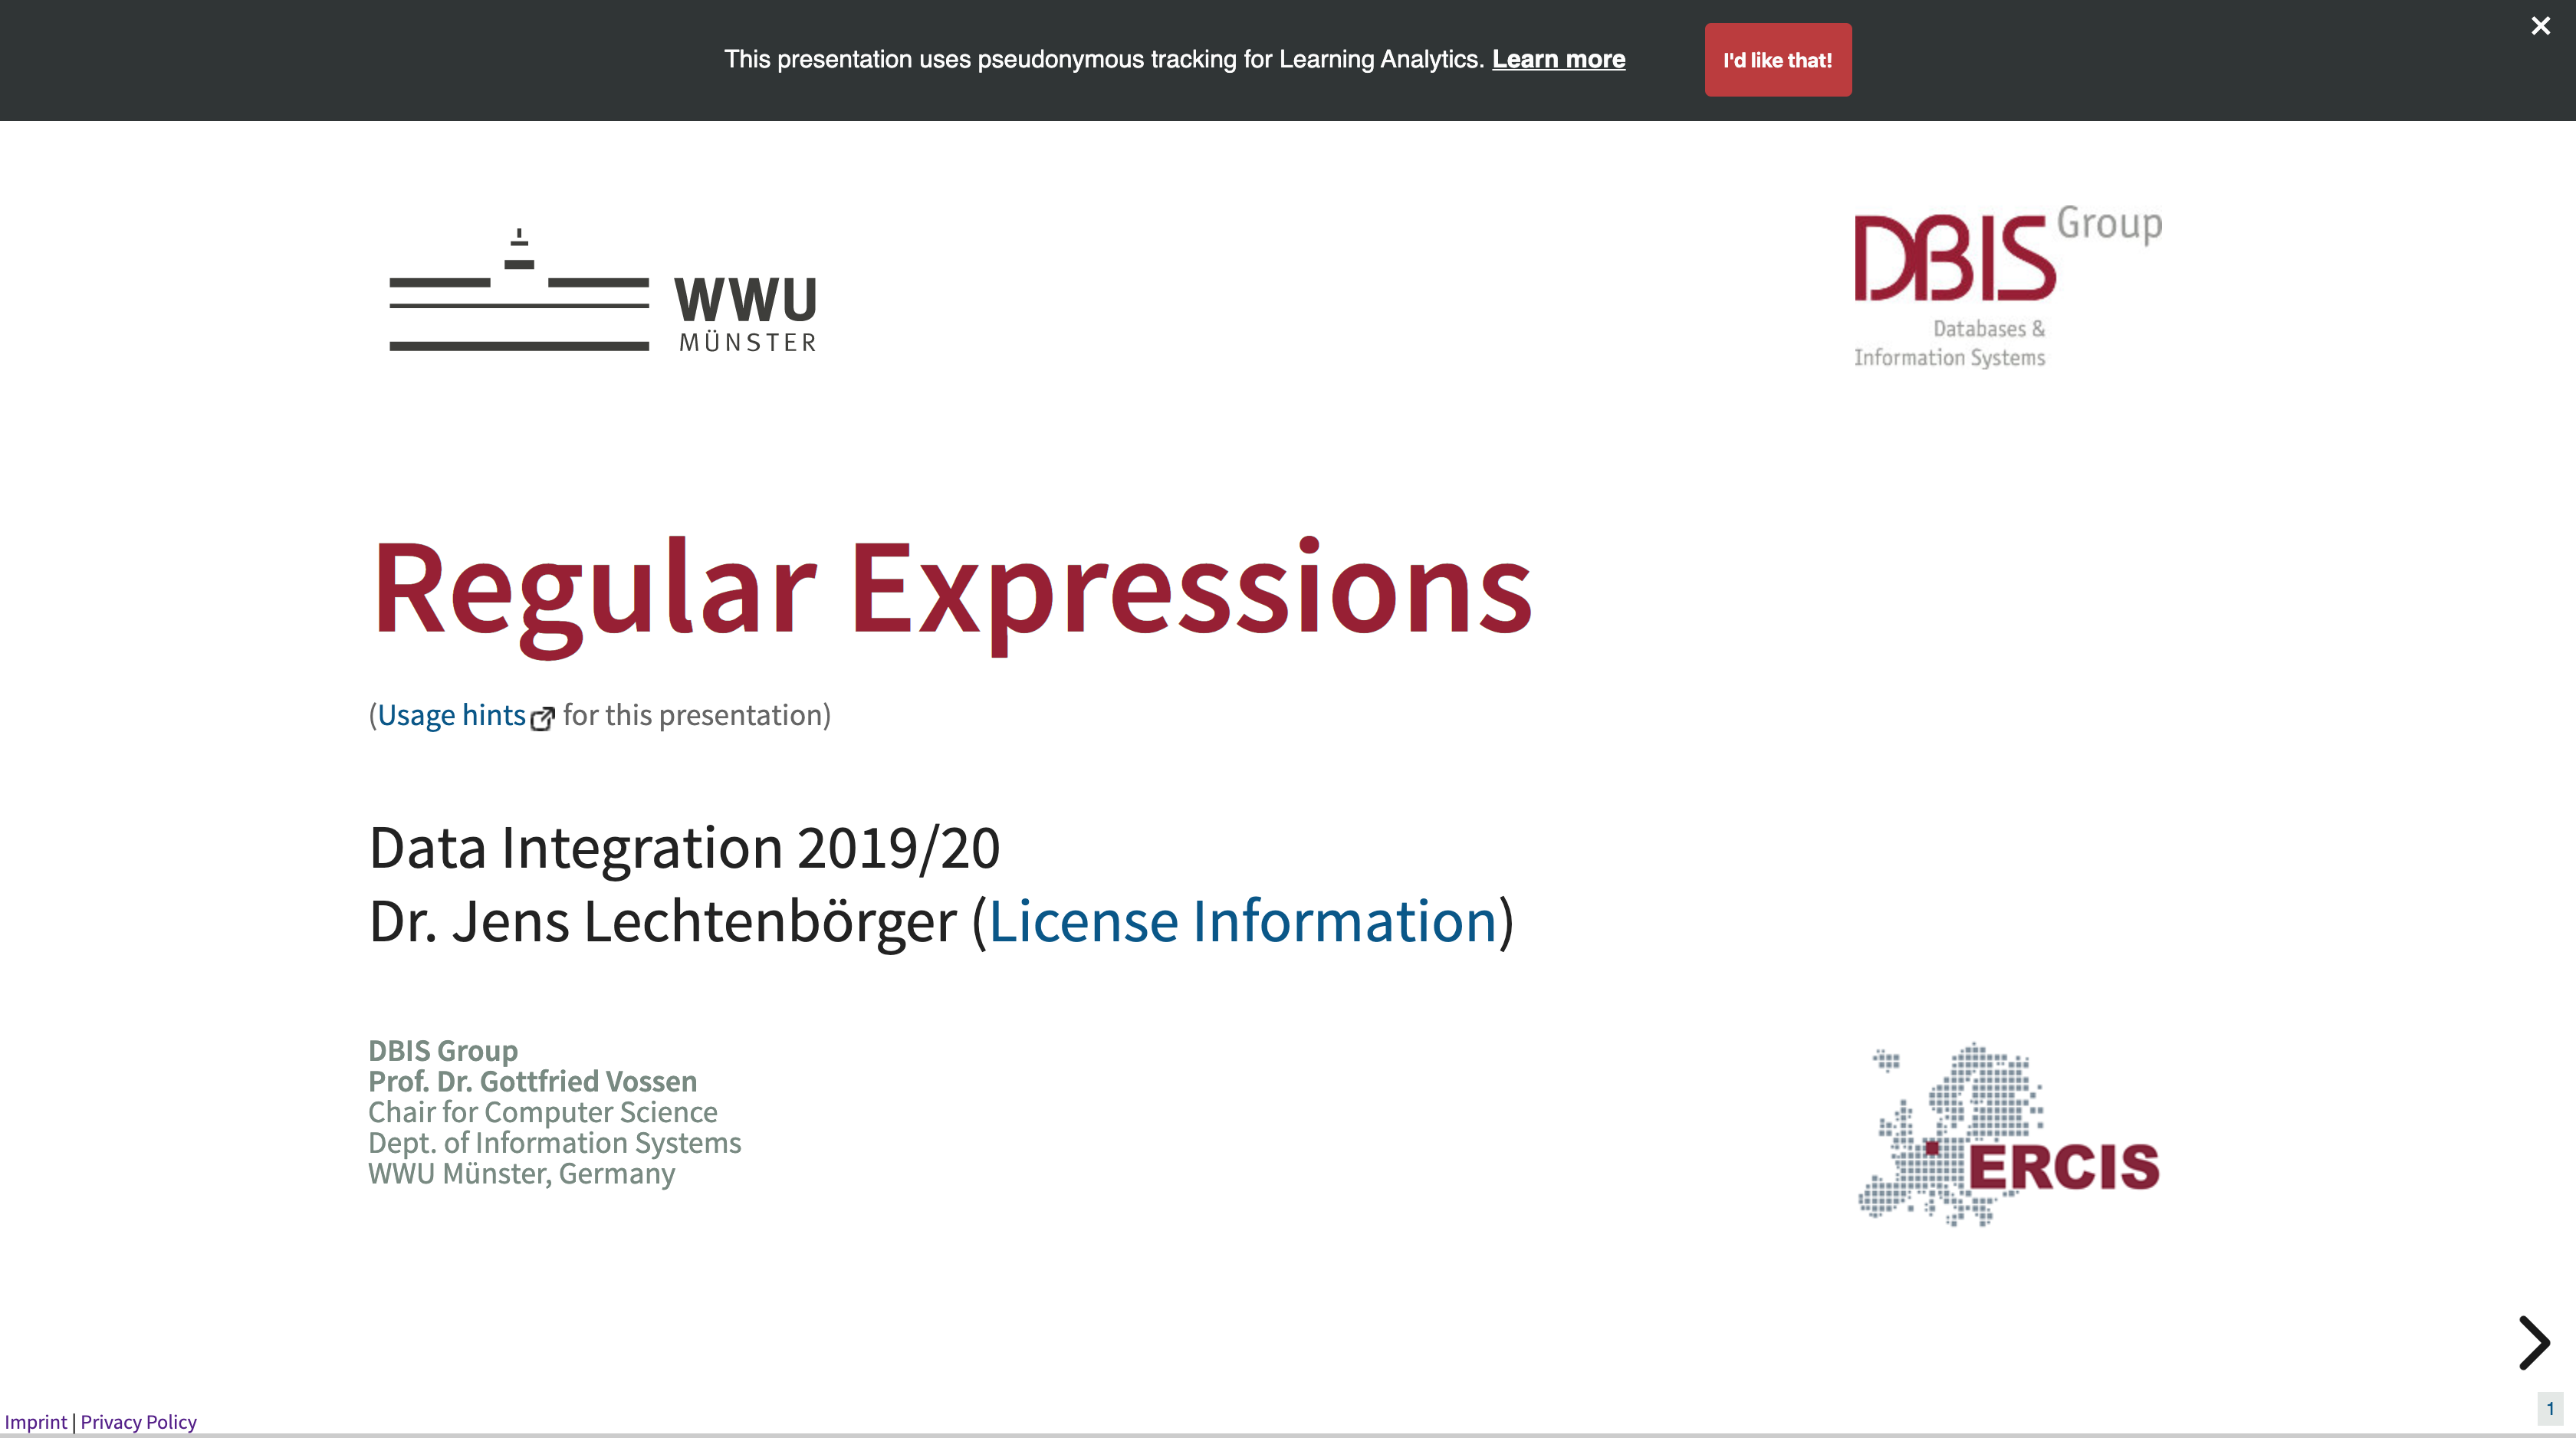 This presentation uses pseudonymous tracking for Learning Analytics. Learn more
I'd like that!
WWU
MÜNSTER
DBIS Group
Databases &
Information Systems
Regular Expressions
(Usage hints for this presentation)
Data Integration 2019/20
Dr. Jens Lechtenbörger (License Information)
DBIS Group
Prof. Dr. Gottfried Vossen
Chair for Computer Science
Dept. of Information Systems
WWU Münster, Germany
ERCIS
Imprint | Privacy Policy
1